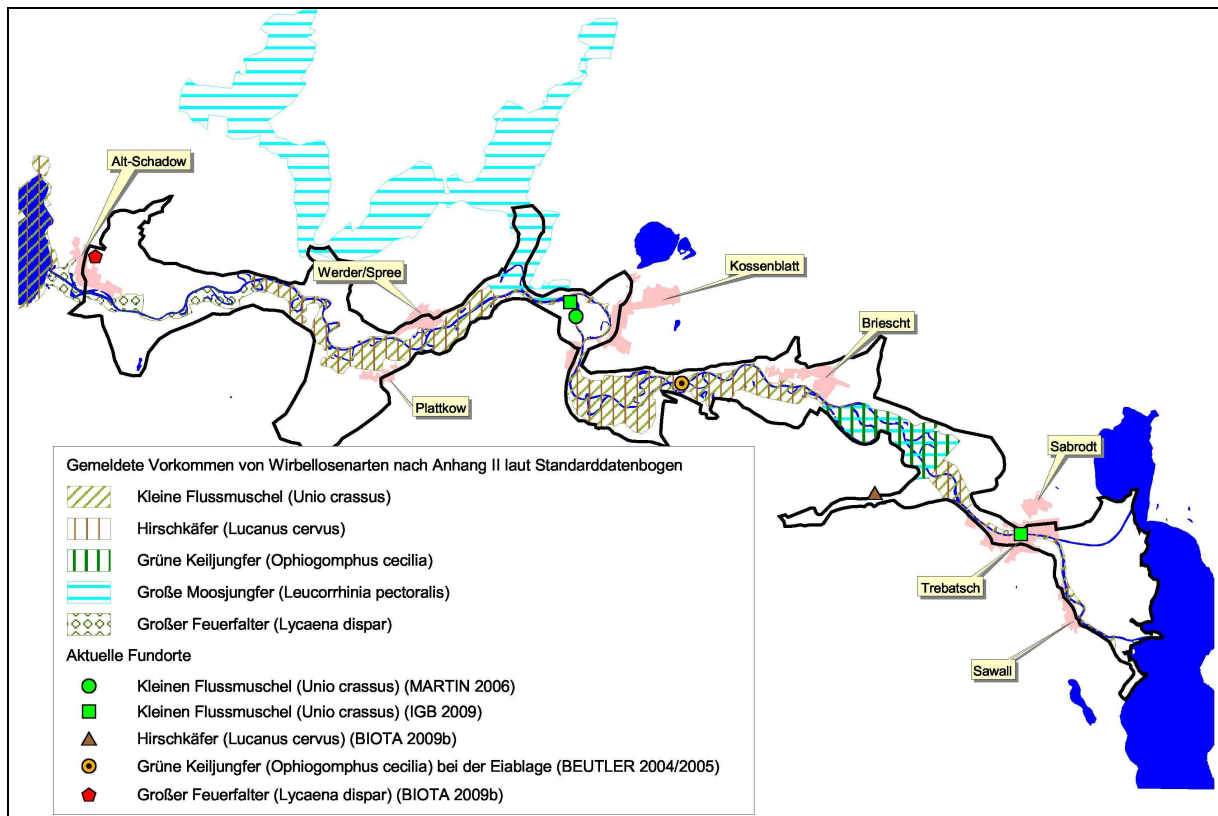 Alt-Schadow
Werder/Spree
Kossenblatt
Briescht
Plattkow
Sabrodt
Trebatsch
Sawall
Gemeldete Vorkommen von Wirbellosenarten nach Anhang II laut Standarddatenbogen
Kleine Flussmuschel (Unio crassus)
Hirschkäfer (Lucanus cervus)
Grüne Keiljungfer (Ophiogomphus cecilia)
Große Moosjungfer (Leucorrhinia pectoralis)
Großer Feuerfalter (Lycaena dispar)
Aktuelle Fundorte
Kleinen Flussmuschel (Unio crassus) (MARTIN 2006)
Kleinen Flussmuschel (Unio crassus) (IGB 2009)
Hirschkäfer (Lucanus cervus) (BIOTA 2009b)
Grüne Keiljungfer (Ophiogomphus cecilia) bei der Eiablage (BEUTLER 2004/2005)
Großer Feuerfalter (Lycaena dispar) (BIOTA 2009b)